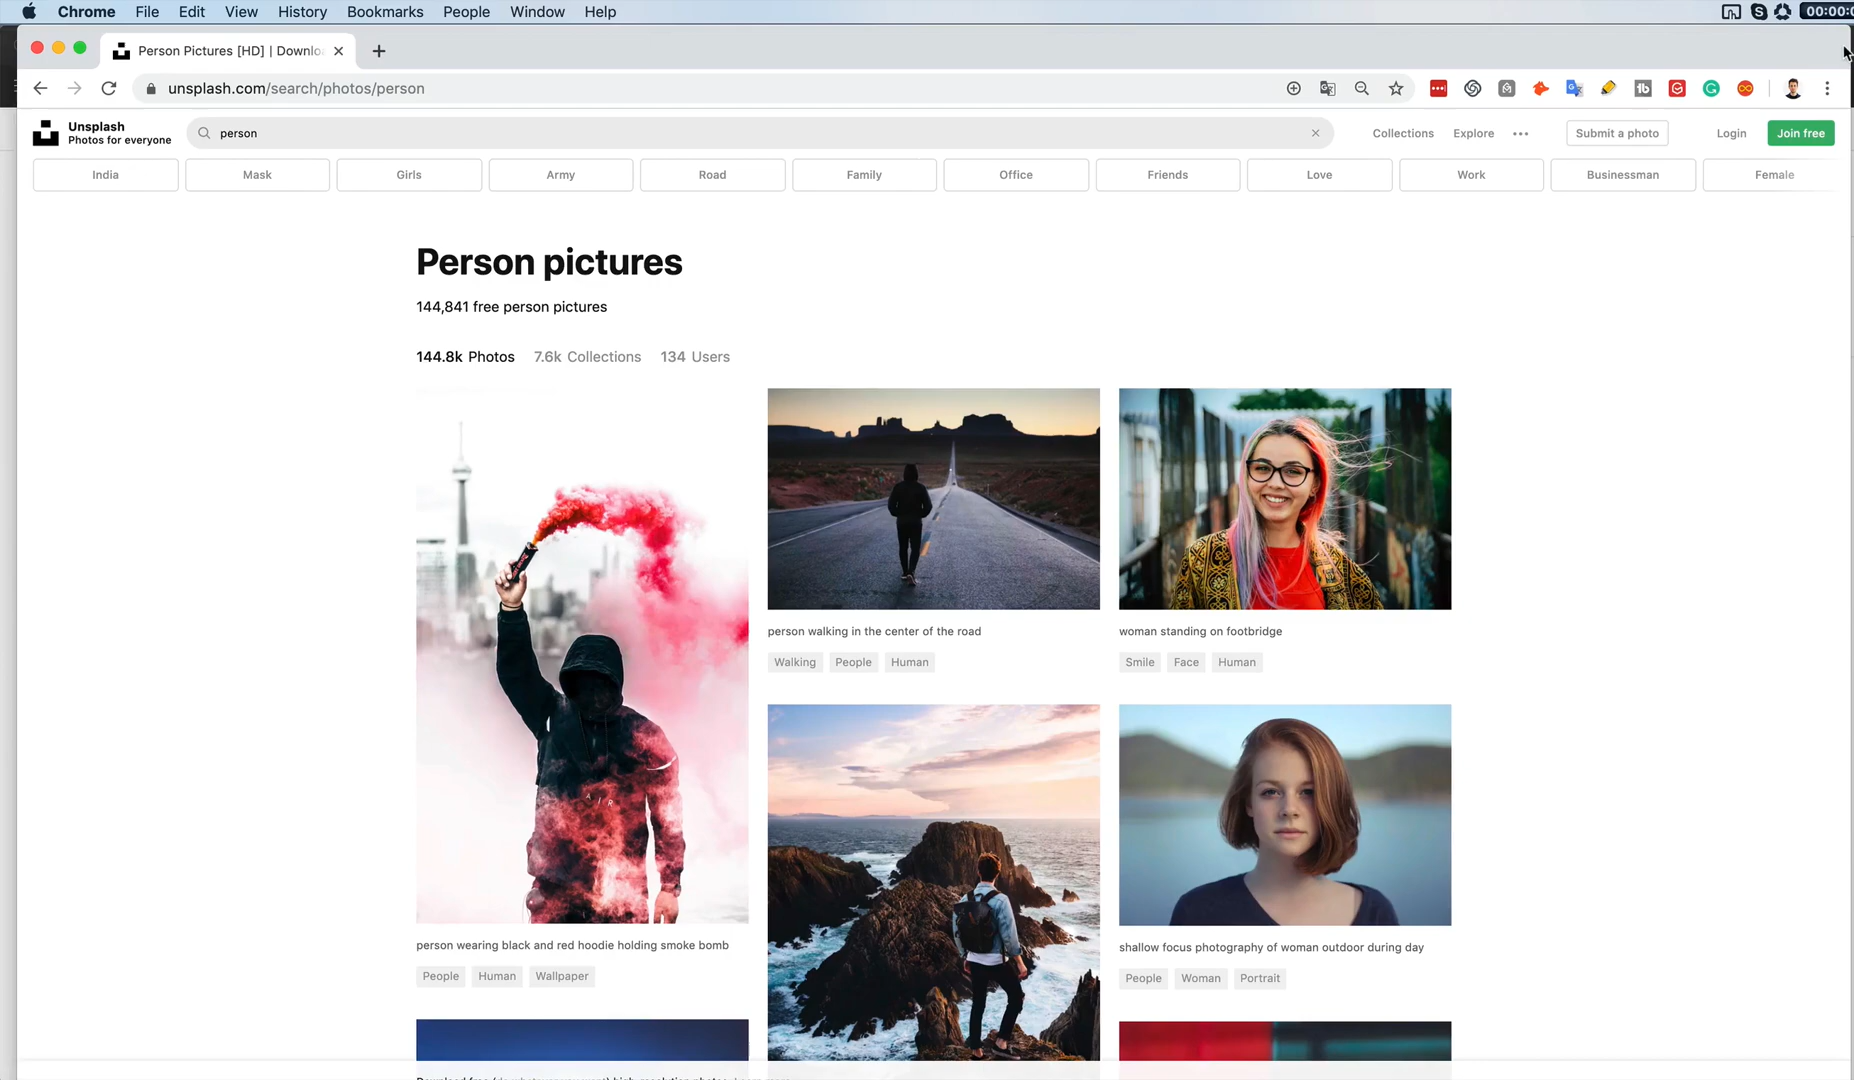 Chrome File Edit View History Bookmarks People Window Help
00:00:0
Person Pictures [HD] | Downlo
unsplash.com/search/photos/person
Unsplash
Photos for everyone
person
Collections Explore
Submit a photo
Login
Join free
India Mask Girls Army Road Family Office Friends Love Work Businessman Female
Person pictures
144,841 free person pictures
144.8k Photos 7.6k Collections 134 Users
AIR
person walking in the center of the road
Walking People Human
woman standing on footbridge
Smile Face Human
person wearing black and red hoodie holding smoke bomb
People Human Wallpaper
shallow focus photography of woman outdoor during day
People Woman Portrait